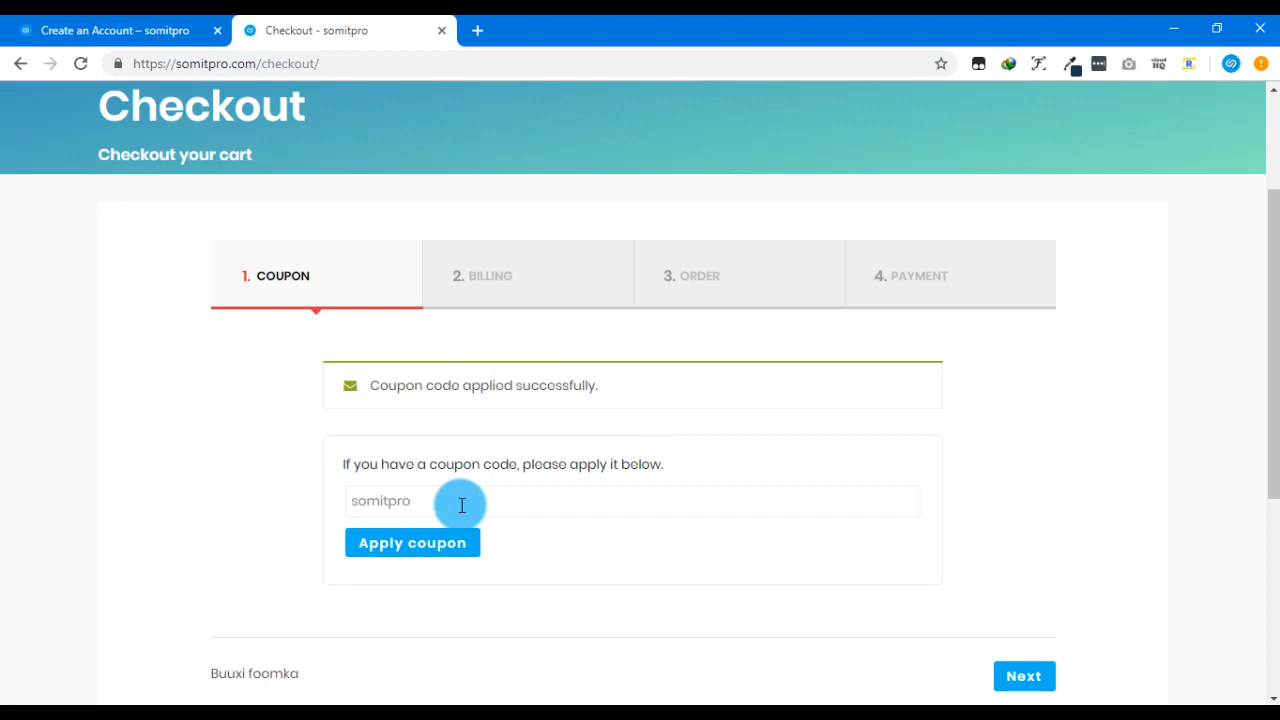 Create an Account – somitpro
Checkout - somitpro
https://somitpro.com/checkout/
cloud
HQ
R
Checkout
Checkout your cart
1. COUPON
2. BILLING
3. ORDER
4. PAYMENT
Coupon code applied successfully.
If you have a coupon code, please apply it below.
somitpro
Apply coupon
Buuxi foomka
Next